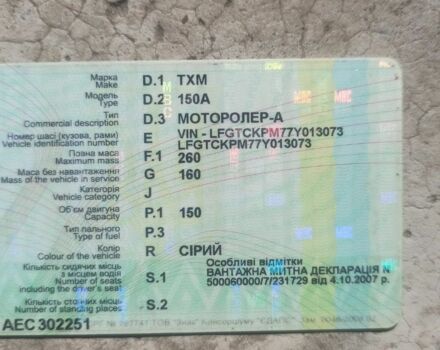 Марка D.1 TXM
Make
Модель D.2 150A
Type
Тип D.3 МОТОРОЛЕР-А
Commercial description
Номер шасі (кузова, рами) E VIN - LFGTCKPM77Y013073
Vehicle identification number LFGTCKPM77Y013073
Повна маса F.1 260
Maximum mass
Маса без навантаження G 160
Mass of the vehicle in service
Категорія J
Vehicle category
Об'єм двигуна P.1 150
Capacity
Тип пального P.3
Type of fuel
Колір R СІРИЙ
Colour of the vehicle
Кількість сидячих місць S.1 Особливі відмітки
з місцем водія ВАНТАЖНА МИТНА ДЕКЛАРАЦІЯ N
Number of seats 500060000/7/231729 від 4.10.2007 р.
including the driver's seat
Кількість стоячих місць S.2
Number of standing places
AEC 302251